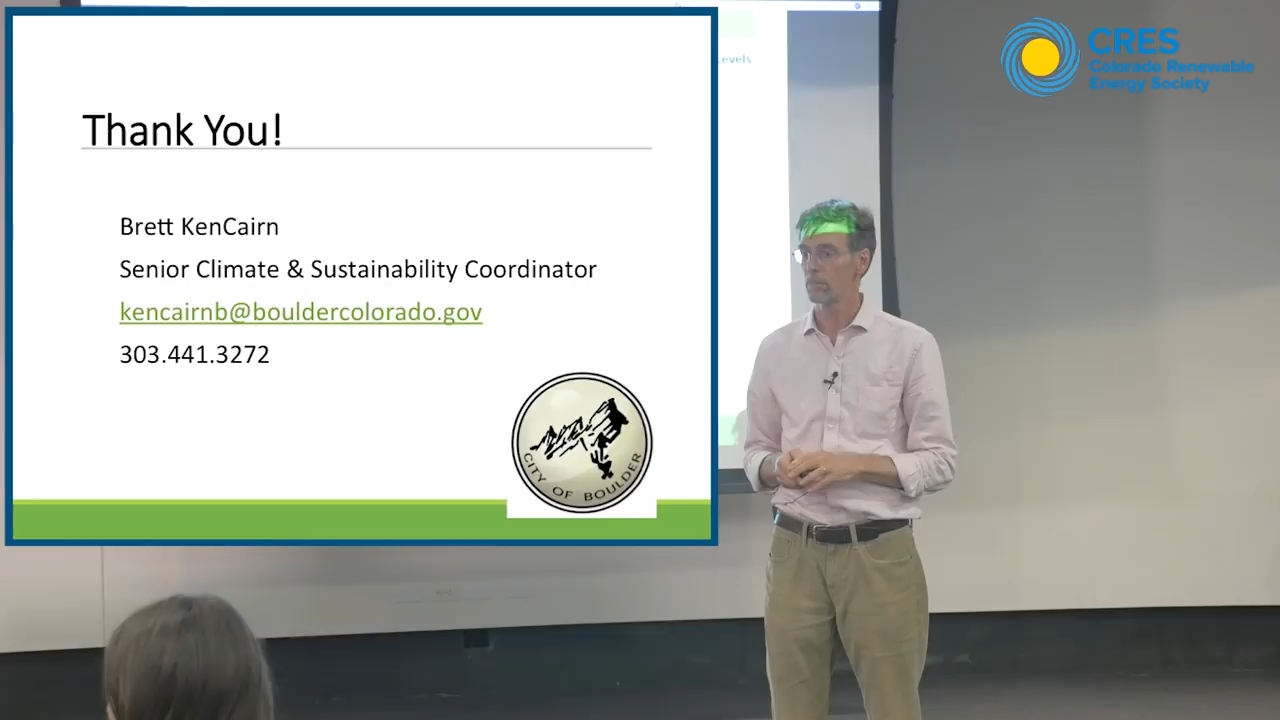 Levels
CRES
Colorado Renewable
Energy Society
Thank You!
Brett KenCairn
Senior Climate & Sustainability Coordinator
kencairnb@bouldercolorado.gov
303.441.3272
CITY OF BOULDER